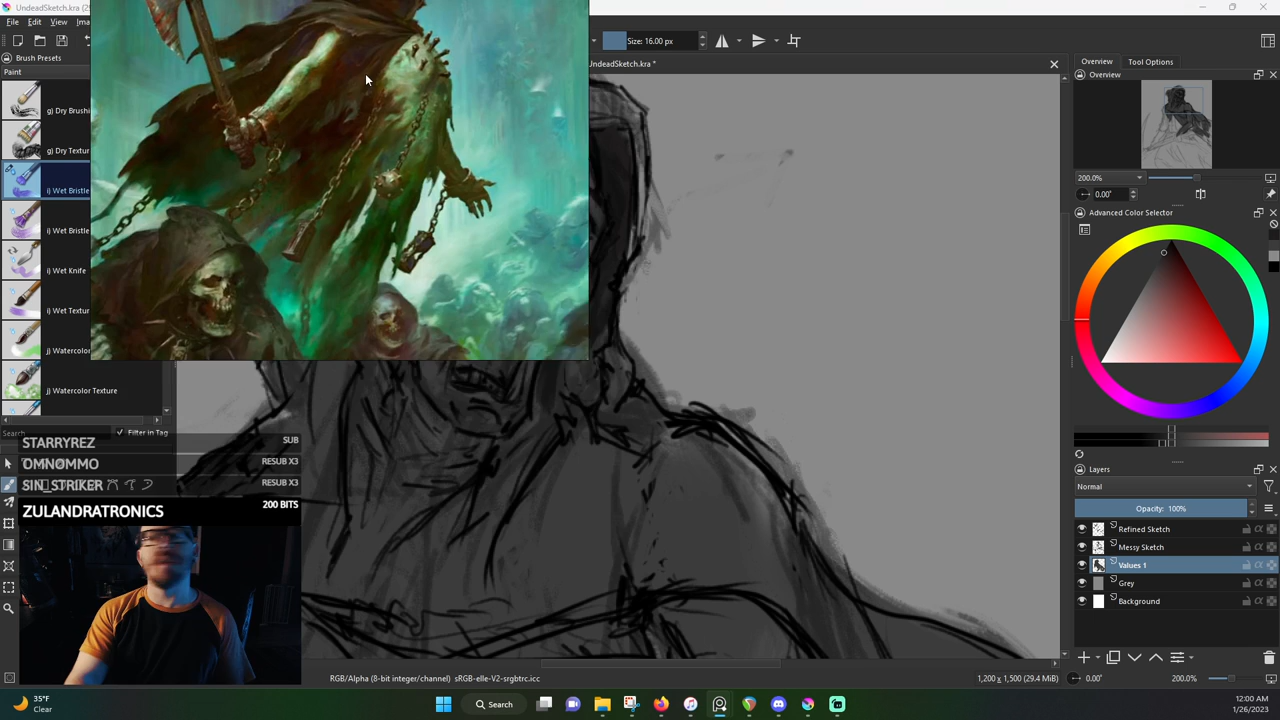 UndeadSketch.kra (29
File Edit View Ima
Size: 16.00 px
UndeadSketch.kra *
Brush Presets
Paint
g) Dry Brushi
g) Dry Textur
i) Wet Bristle
i) Wet Bristle
i) Wet Knife
i) Wet Textur
j) Watercolor
j) Watercolor Texture
Search
Filter in Tag
STARRYREZ SUB
OMNOMMO RESUB X3
SIN_STRIKER RESUB X3
ZULANDRATRONICS 200 BITS
Overview Tool Options
Overview
200.0%
0.00°
Advanced Color Selector
Layers
Normal
Opacity: 100%
Refined Sketch
Messy Sketch
Values 1
Grey
Background
RGB/Alpha (8-bit integer/channel) sRGB-elle-V2-srgbtrc.icc
1,200 x 1,500 (29.4 MiB)
0.00°
200.0%
35°F
Clear
Search
12:00 AM
1/26/2023